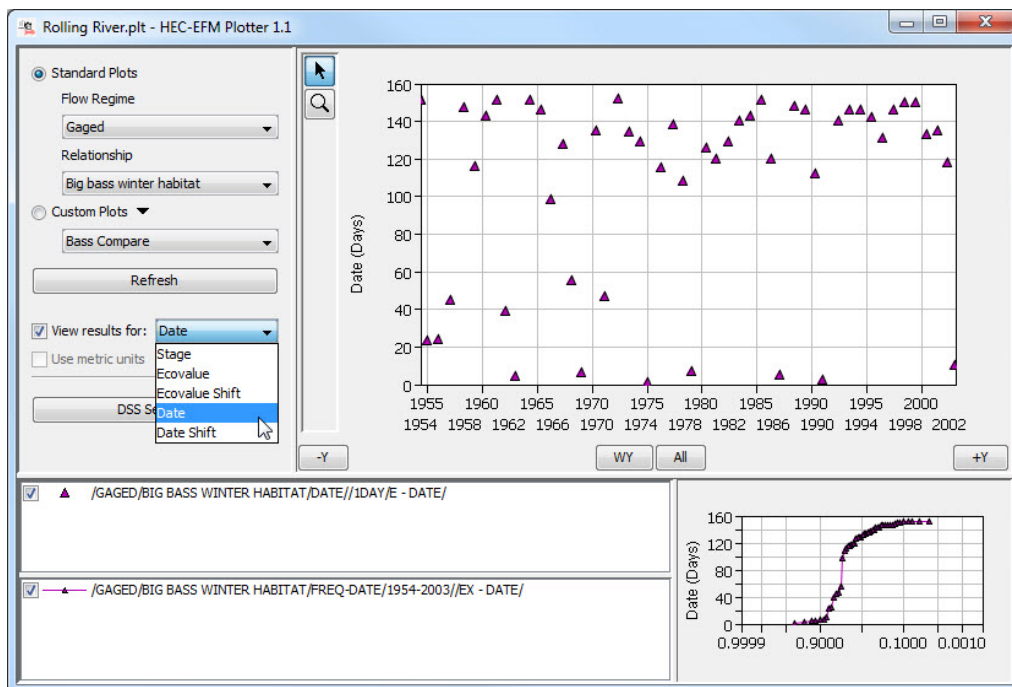 Rolling River.plt - HEC-EFM Plotter 1.1
Standard Plots
Flow Regime
Gaged
Relationship
Big bass winter habitat
Custom Plots
Bass Compare
Refresh
View results for: Date
Use metric units
Stage
Ecovalue
Ecovalue Shift
Date
Date Shift
DSS Se
Date (Days)
160
140
120
100
80
60
40
20
0
1955 1960 1965 1970 1975 1980 1985 1990 1995 2000
1954 1958 1962 1966 1970 1974 1978 1982 1986 1990 1994 1998 2002
-Y
WY
All
+Y
/GAGED/BIG BASS WINTER HABITAT/DATE//1DAY/E - DATE/
/GAGED/BIG BASS WINTER HABITAT/FREQ-DATE/1954-2003//EX - DATE/
Date (Days)
160
120
80
40
0
0.9999 0.9000 0.1000 0.0010